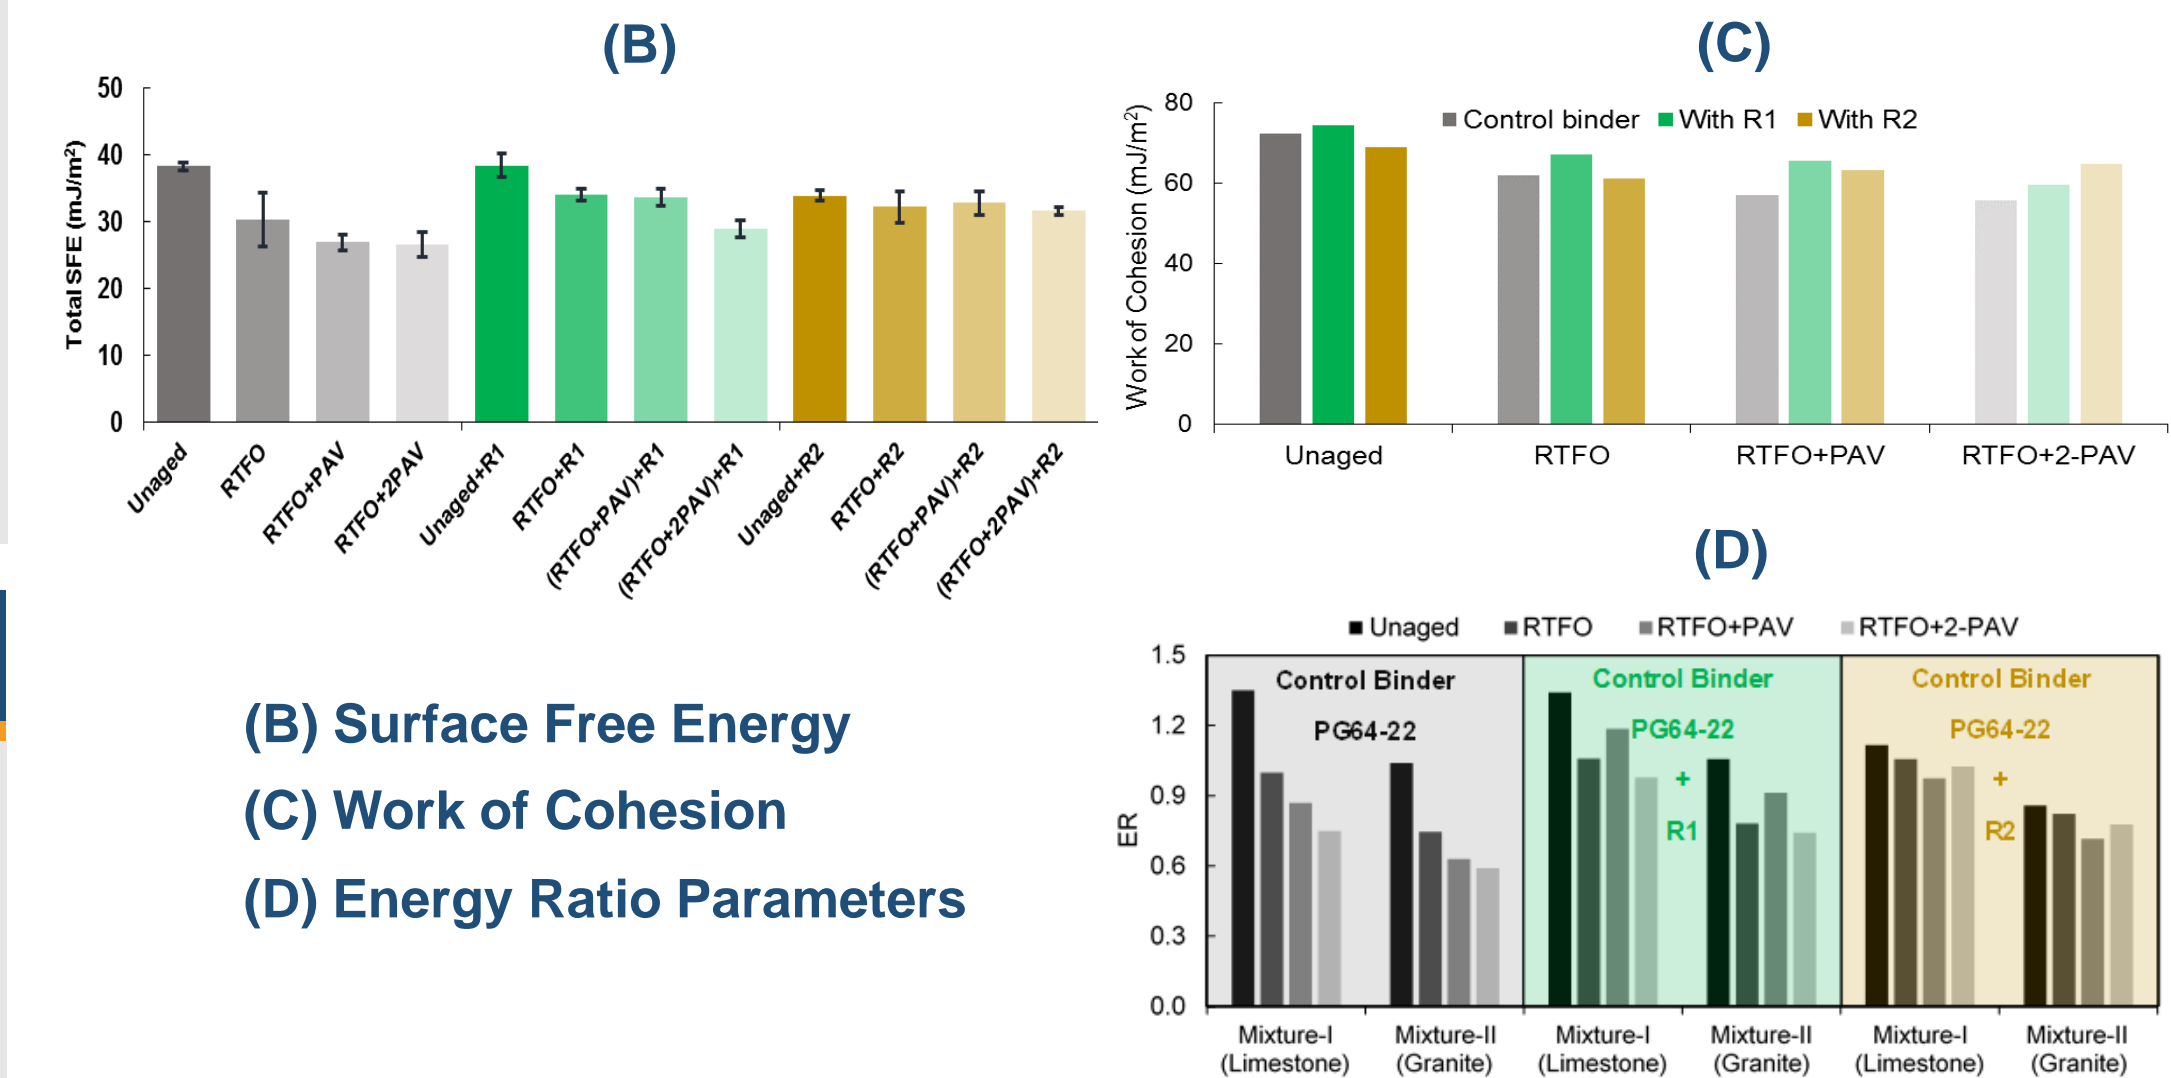 (B)
50
40
30
20
10
0
Total SFE (mJ/m²)
Unaged
RTFO
RTFO+PAV
RTFO+2PAV
Unaged+R1
RTFO+R1
(RTFO+PAV)+R1
(RTFO+2PAV)+R1
Unaged+R2
RTFO+R2
(RTFO+PAV)+R2
(RTFO+2PAV)+R2
(C)
80
60
40
20
0
Work of Cohesion (mJ/m²)
Control binder With R1 With R2
Unaged RTFO RTFO+PAV RTFO+2-PAV
(B) Surface Free Energy
(C) Work of Cohesion
(D) Energy Ratio Parameters
(D)
Unaged RTFO RTFO+PAV RTFO+2-PAV
1.5
1.2
0.9
0.6
0.3
0.0
ER
Control Binder
PG64-22
Control Binder
PG64-22
+
R1
Control Binder
PG64-22
+
R2
Mixture-I
(Limestone)
Mixture-II
(Granite)
Mixture-I
(Limestone)
Mixture-II
(Granite)
Mixture-I
(Limestone)
Mixture-II
(Granite)